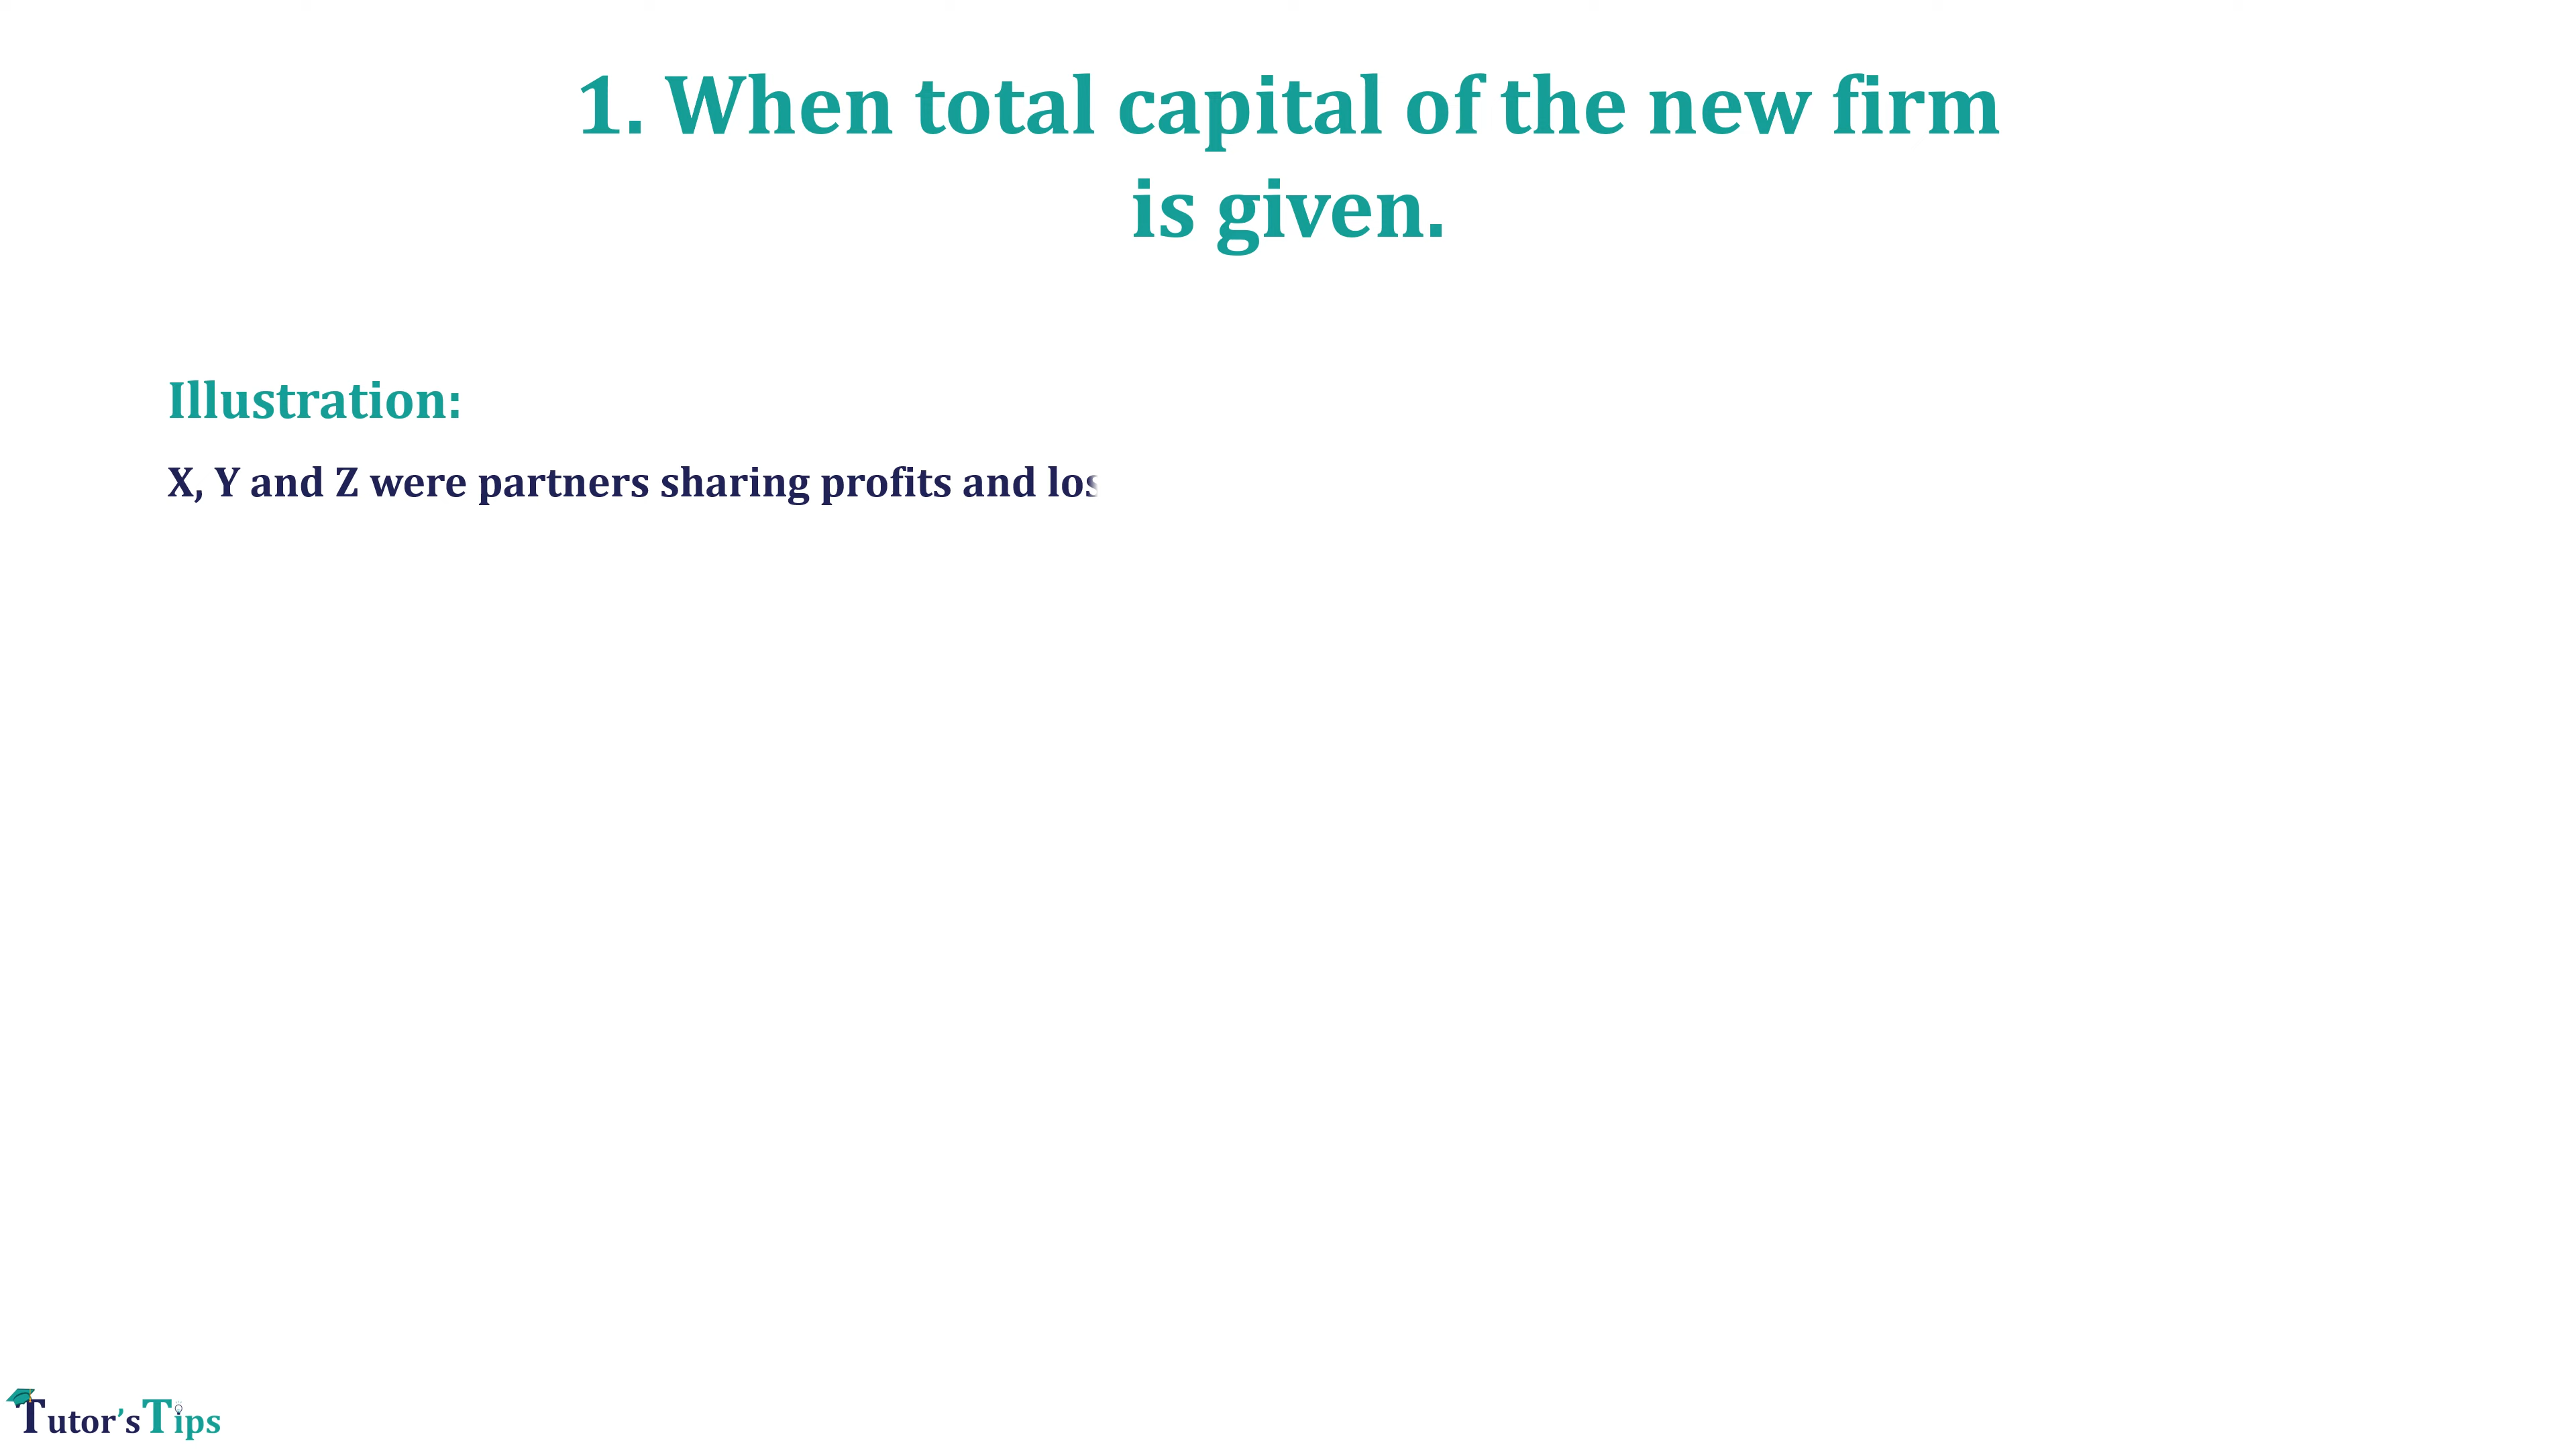 1. When total capital of the new firm
is given.
Illustration:
X, Y and Z were partners sharing profits and los
Tutor'sTips